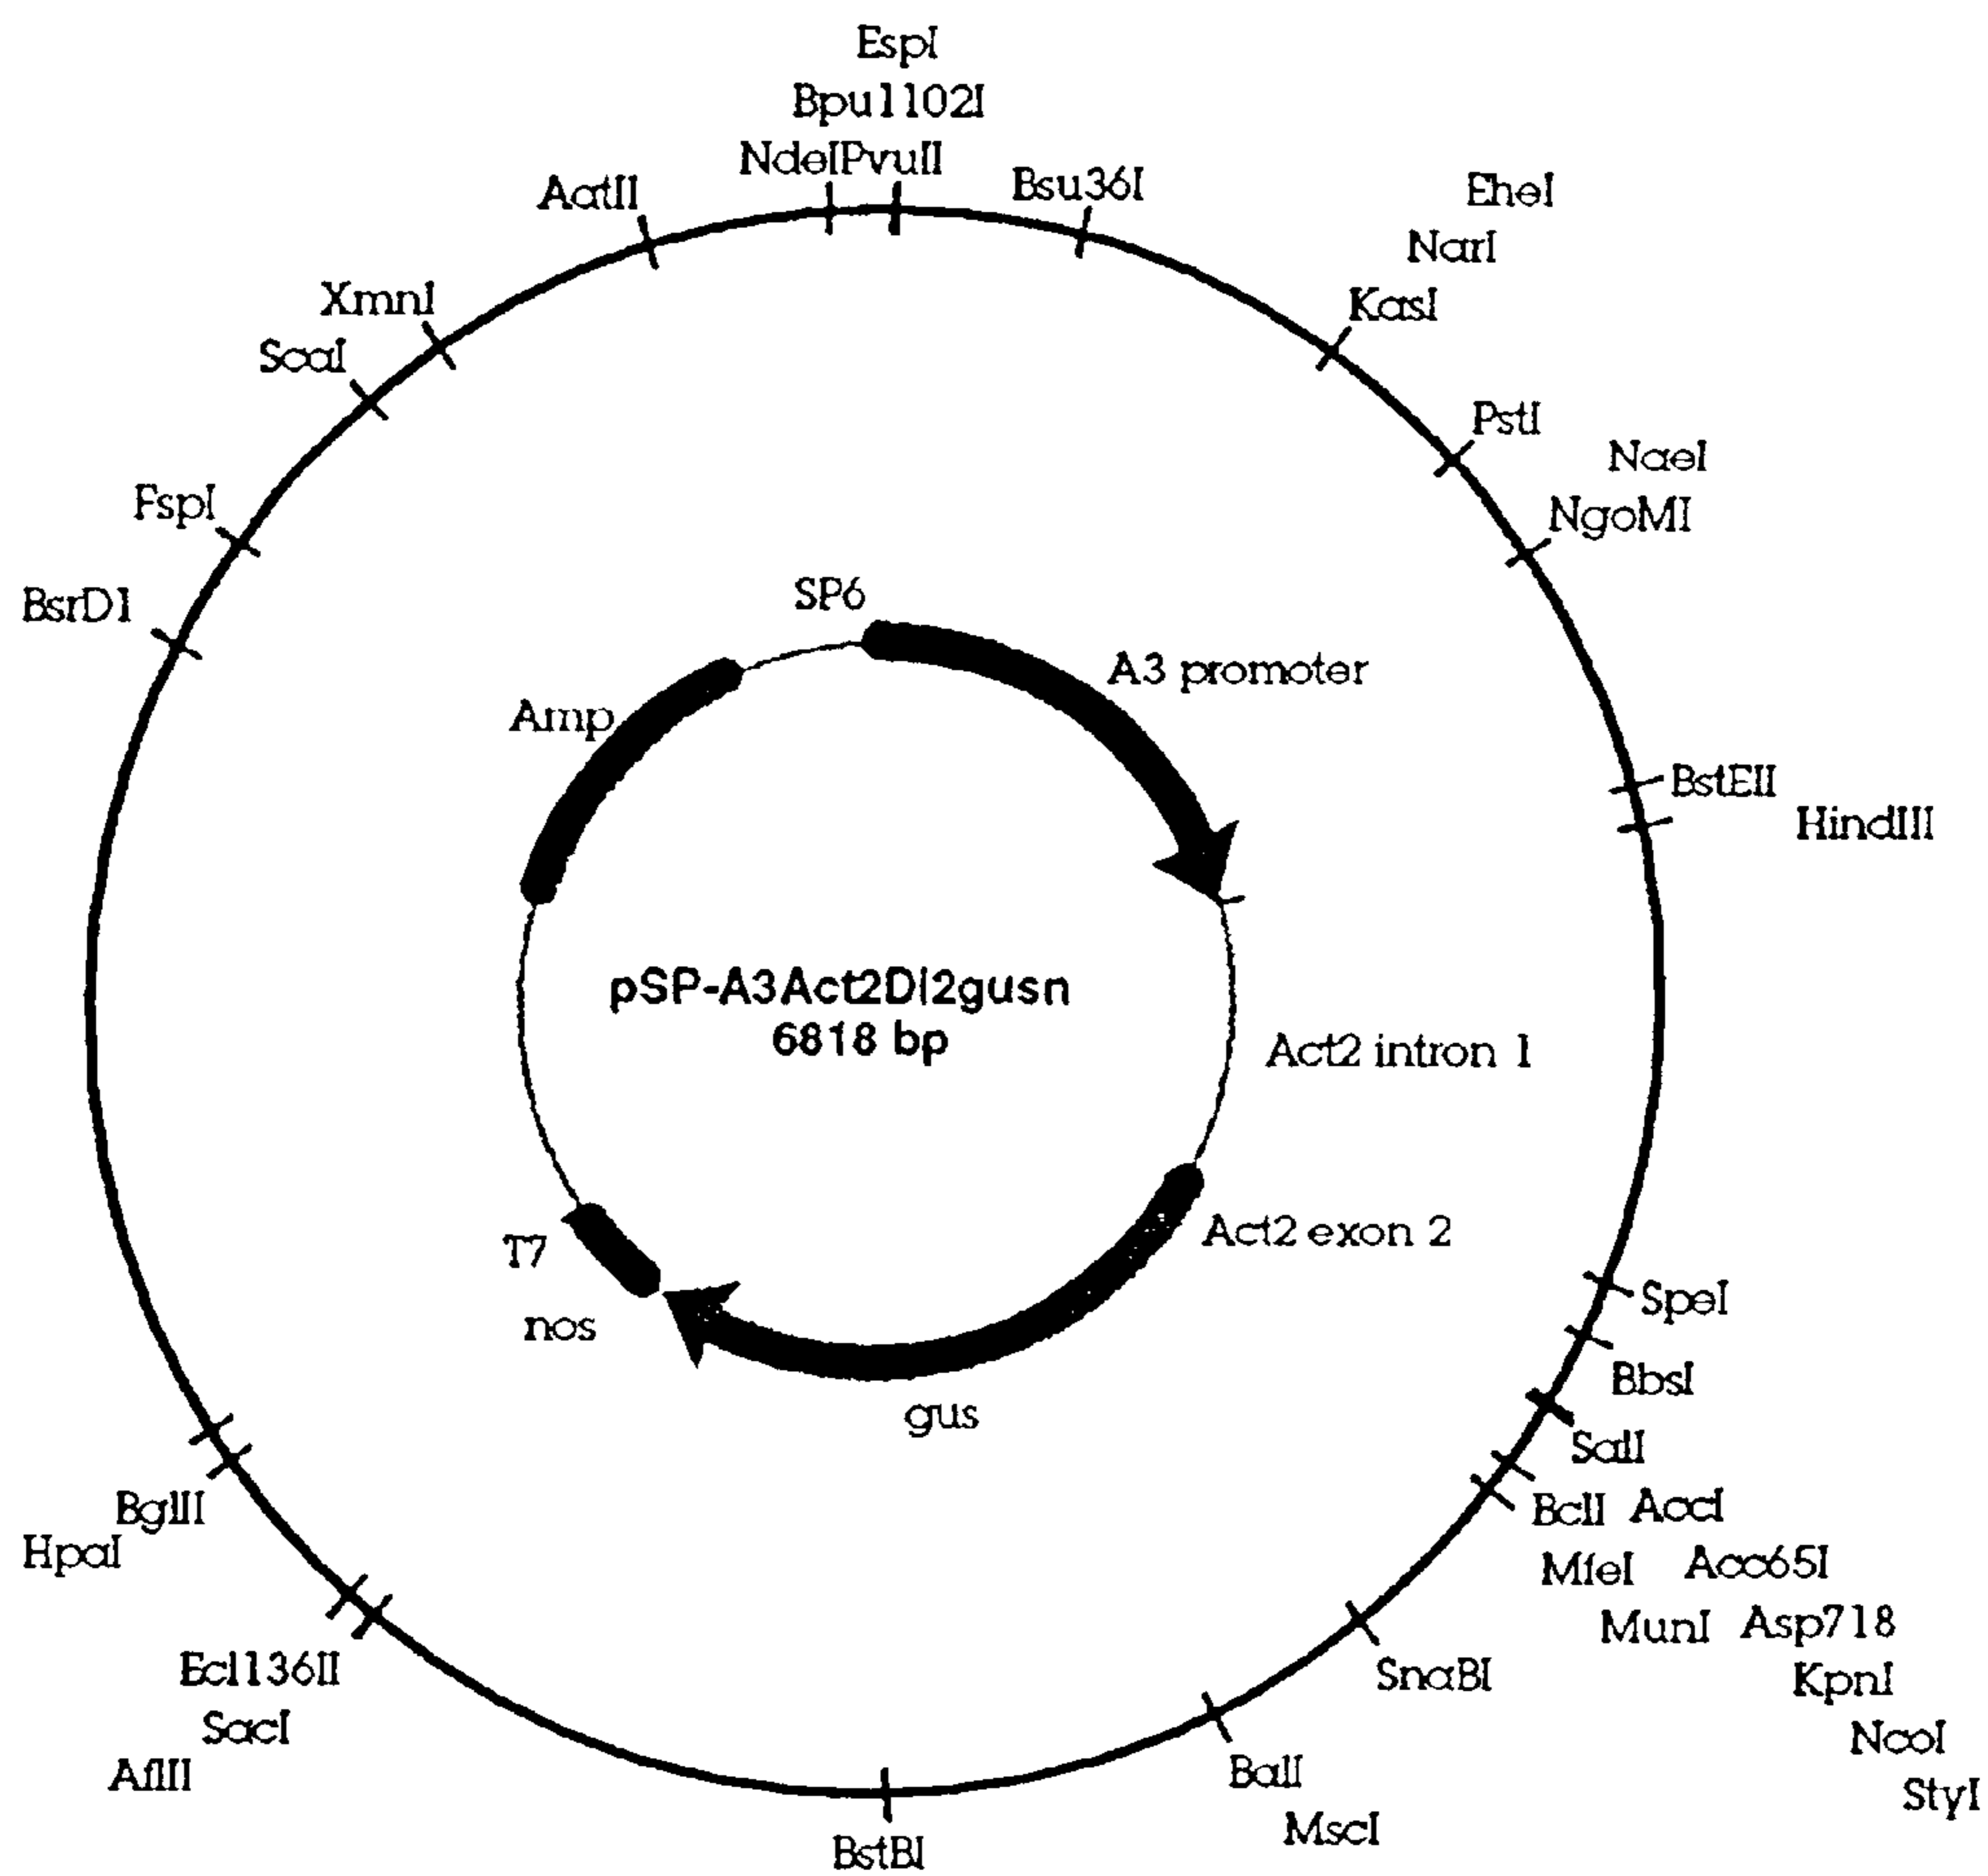 EspI
Bpu1102I
NdeI PvuII
Bsu36I
AatII
EheI
NarI
KasI
XmnI
ScaI
PstI
NaeI
NgoMI
FspI
BsrD1
SP6
A3 promoter
Amp
BstEII
HindIII
pSP-A3Act2Di2gusn
6818 bp
Act2 intron 1
Act2 exon 2
T7
nos
gus
SpeI
BbsI
SalI
BclI AccI
MfeI Acc65I
MunI Asp718
KpnI
NcoI
StyI
SnaBI
BalI
MscI
BstBI
BglII
HpaI
Ecl136II
SacI
AflII